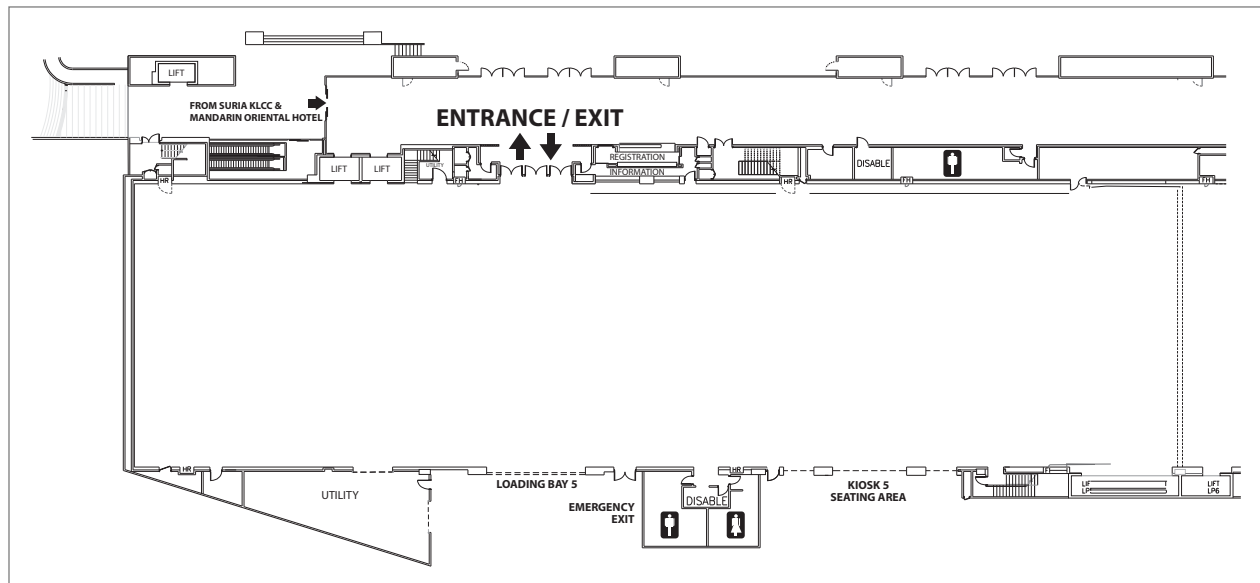 LIFT
FROM SURIA KLCC &
MANDARIN ORIENTAL HOTEL
ENTRANCE / EXIT
REGISTRATION
INFORMATION
UTILITY
LIFT
LIFT
DISABLE
HR
FH
HR
FH
FH
HR
UTILITY
LOADING BAY 5
EMERGENCY
EXIT
HR
DISABLE
KIOSK 5
SEATING AREA
LIFT
LP6